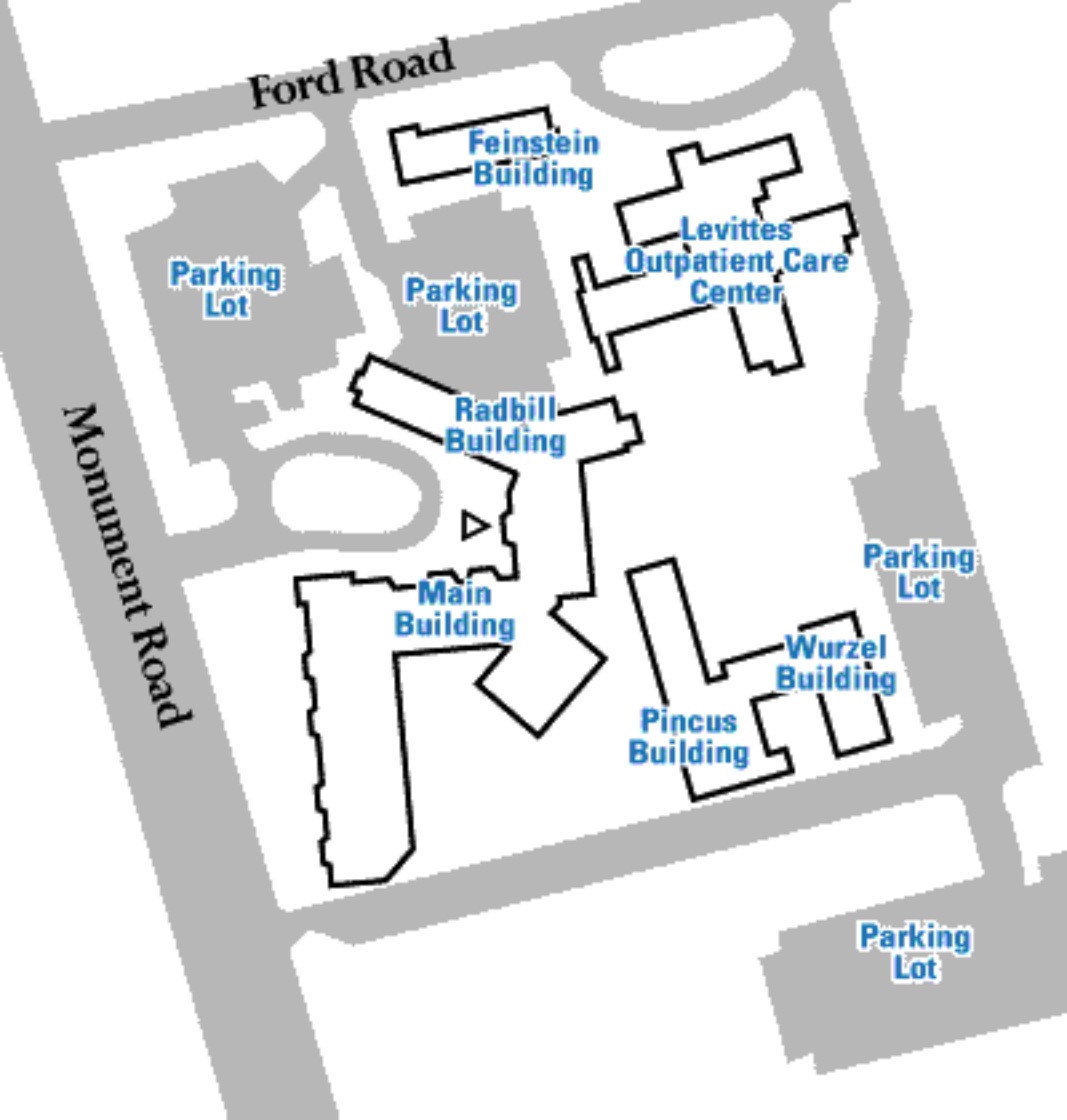 Ford Road
Feinstein
Building
Levittes
Outpatient Care
Center
Parking
Lot
Parking
Lot
Radbill
Building
Monument Road
Main
Building
Parking
Lot
Wurzel
Building
Pincus
Building
Parking
Lot